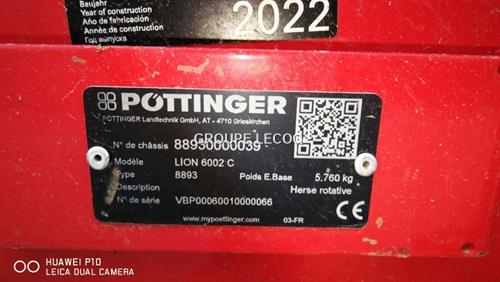 Baujahr
Year of construction
Año de fabricación
Année de construction
Год выпуска
2022
PÖTTINGER
PÖTTINGER Landtechnik GmbH, AT - 4710 Grieskirchen
GROUPE LECOQ
N° de châssis 88930000039
Modèle LION 6002 C
Type 8893 Poids E.Base 5.760 kg
Description Herse rotative
N° de série VBP00060010000066
www.mypoettinger.com 03-FR
CE
HUAWEI P10
LEICA DUAL CAMERA